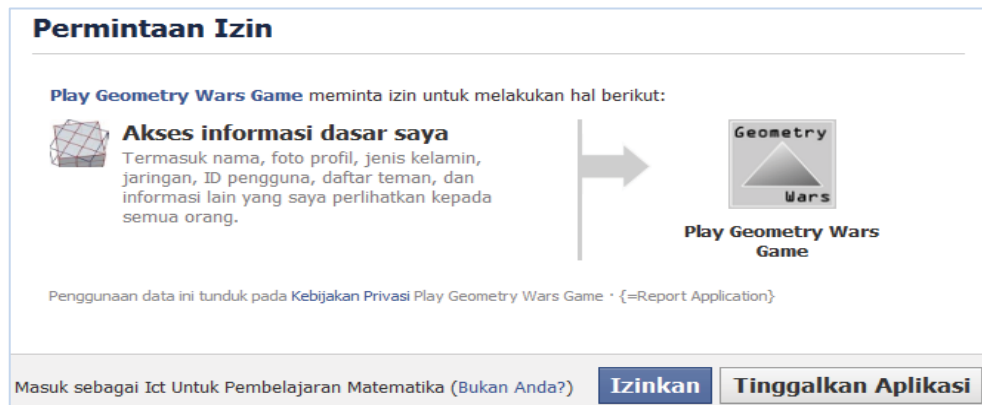 Permintaan Izin
Play Geometry Wars Game meminta izin untuk melakukan hal berikut:
Akses informasi dasar saya
Termasuk nama, foto profil, jenis kelamin,
jaringan, ID pengguna, daftar teman, dan
informasi lain yang saya perlihatkan kepada
semua orang.
Geometry
Wars
Play Geometry Wars
Game
Penggunaan data ini tunduk pada Kebijakan Privasi Play Geometry Wars Game · {=Report Application}
Masuk sebagai Ict Untuk Pembelajaran Matematika (Bukan Anda?)
Izinkan
Tinggalkan Aplikasi